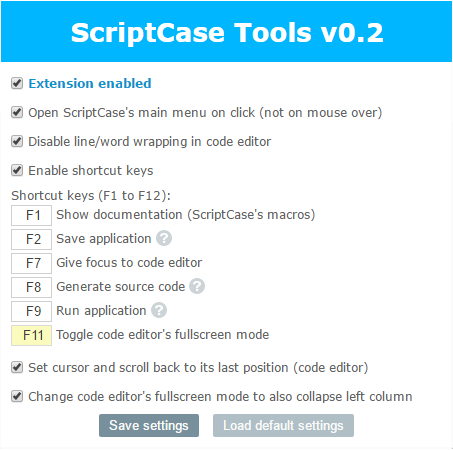 ScriptCase Tools v0.2
Extension enabled
Open ScriptCase's main menu on click (not on mouse over)
Disable line/word wrapping in code editor
Enable shortcut keys
Shortcut keys (F1 to F12):
F1 Show documentation (ScriptCase's macros)
F2 Save application ?
F7 Give focus to code editor
F8 Generate source code ?
F9 Run application ?
F11 Toggle code editor's fullscreen mode
Set cursor and scroll back to its last position (code editor)
Change code editor's fullscreen mode to also collapse left column
Save settings Load default settings